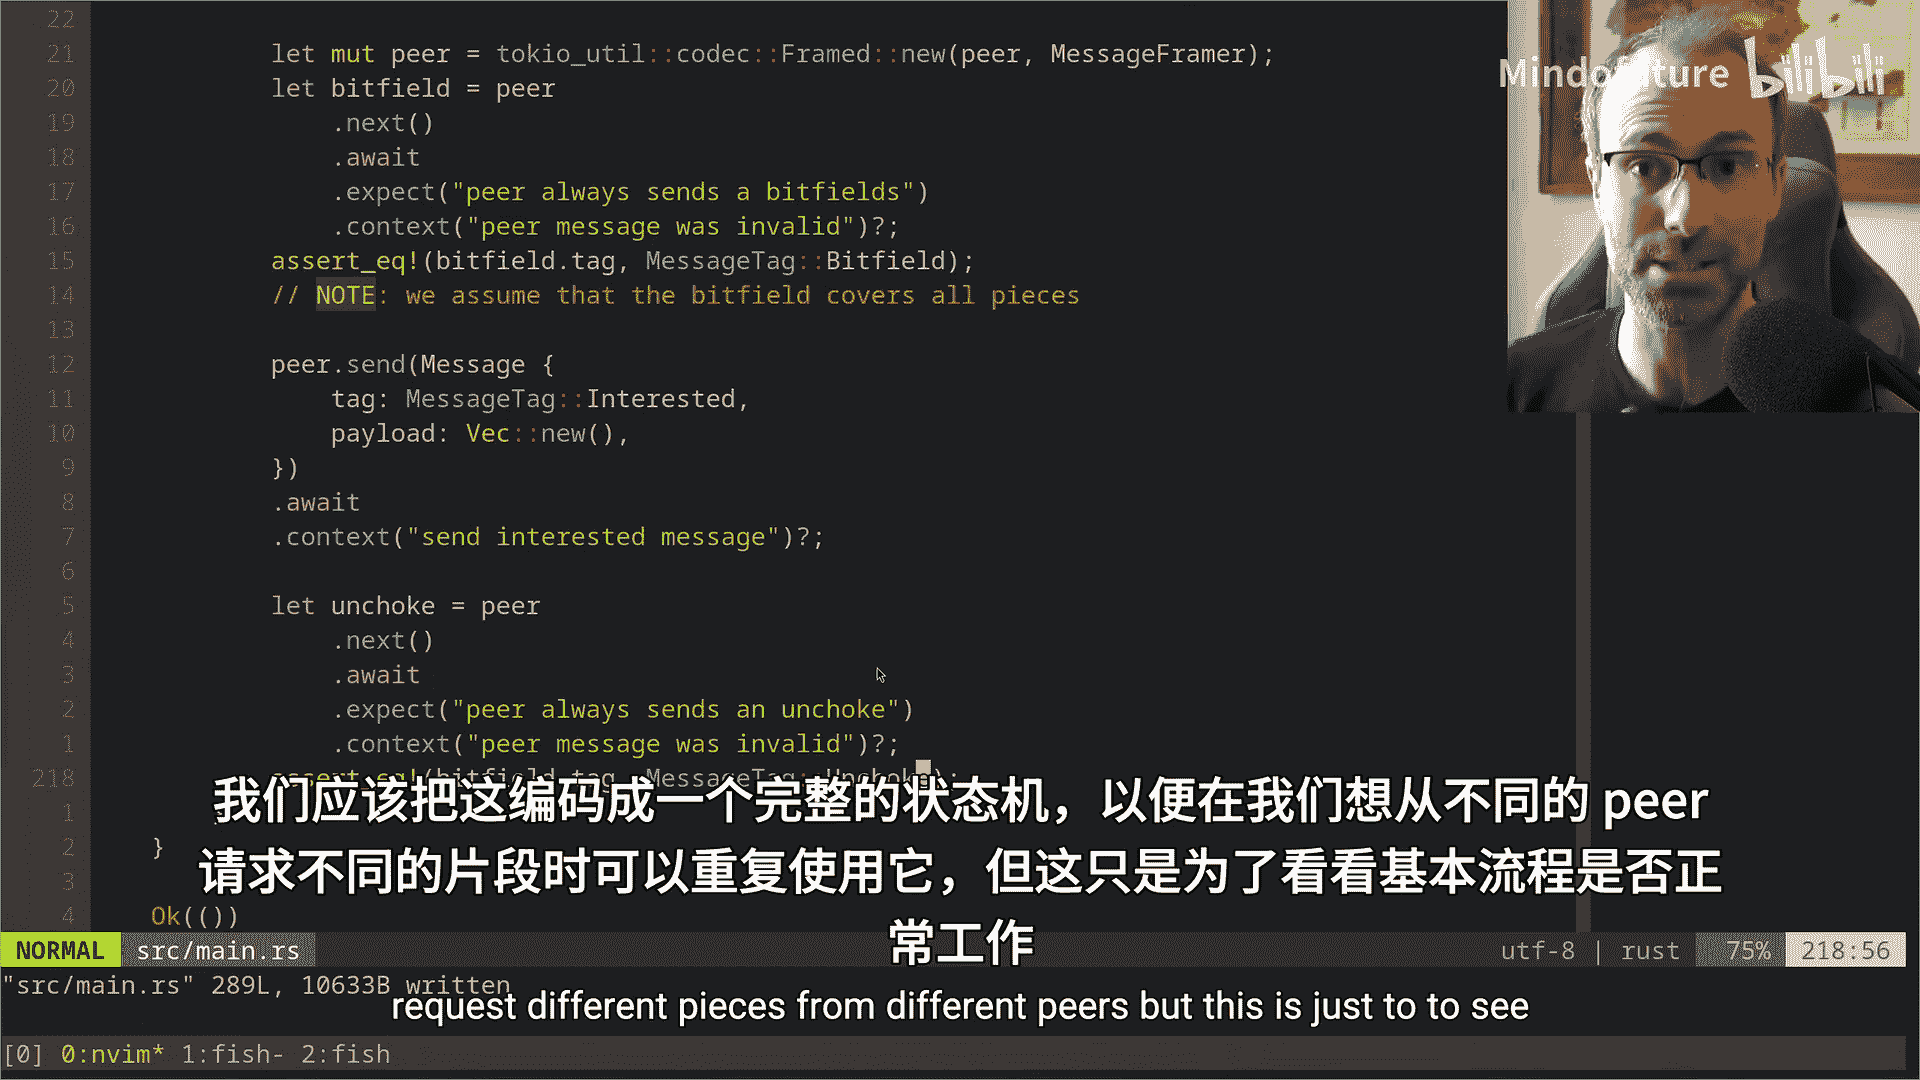 22
21 let mut peer = tokio_util::codec::Framed::new(peer, MessageFramer);
20 let bitfield = peer
19 .next()
18 .await
17 .expect("peer always sends a bitfields")
16 .context("peer message was invalid")?;
15 assert_eq!(bitfield.tag, MessageTag::Bitfield);
14 // NOTE: we assume that the bitfield covers all pieces
13
12 peer.send(Message {
11 tag: MessageTag::Interested,
10 payload: Vec::new(),
9 })
8 .await
7 .context("send interested message")?;
6
5 let unchoke = peer
4 .next()
3 .await
2 .expect("peer always sends an unchoke")
1 .context("peer message was invalid")?;
218 assert_eq!(bitfield.tag, MessageTag::Unchoke);
1
2 }
3
4 Ok(())
Mindofuture bilibili
我们应该把这编码成一个完整的状态机，以便在我们想从不同的 peer
请求不同的片段时可以重复使用它，但这只是为了看看基本流程是否正
常工作
NORMAL src/main.rs utf-8 | rust 75% 218:56
"src/main.rs" 289L, 10633B written
request different pieces from different peers but this is just to to see
[0] 0:nvim* 1:fish- 2:fish